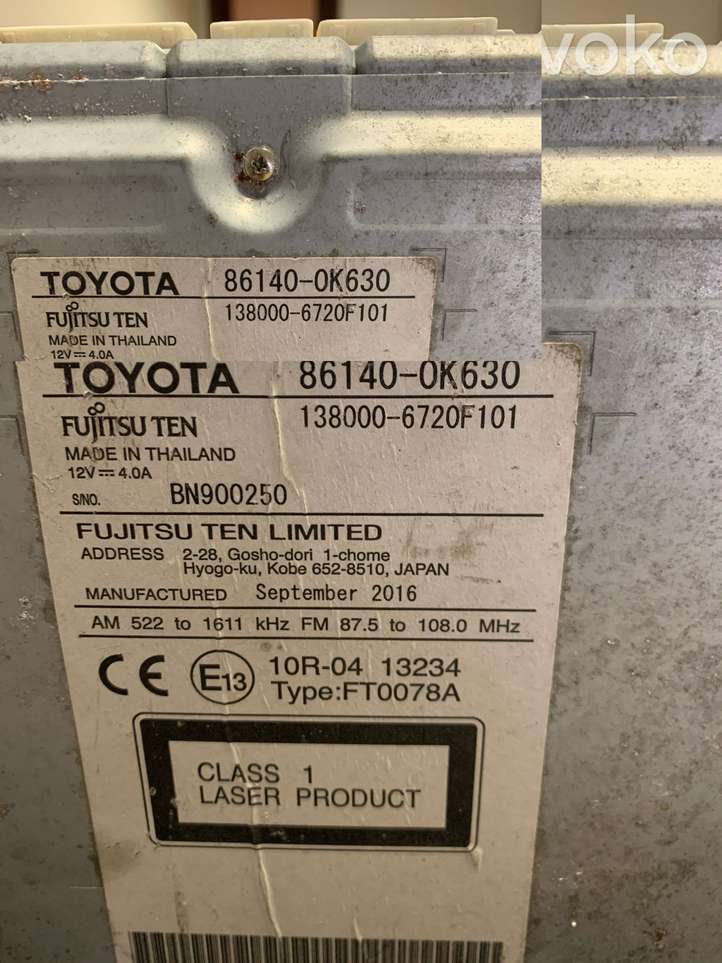 voko
TOYOTA 86140-0K630
FUJITSU TEN 138000-6720F101
MADE IN THAILAND
12V 4.0A
TOYOTA 86140-0K630
FUJITSU TEN 138000-6720F101
MADE IN THAILAND
12V 4.0A
S/NO. BN900250
FUJITSU TEN LIMITED
ADDRESS 2-28, Gosho-dori 1-chome
Hyogo-ku, Kobe 652-8510, JAPAN
MANUFACTURED September 2016
AM 522 to 1611 kHz FM 87.5 to 108.0 MHz
CE E13 10R-04 13234
Type:FT0078A
CLASS 1
LASER PRODUCT